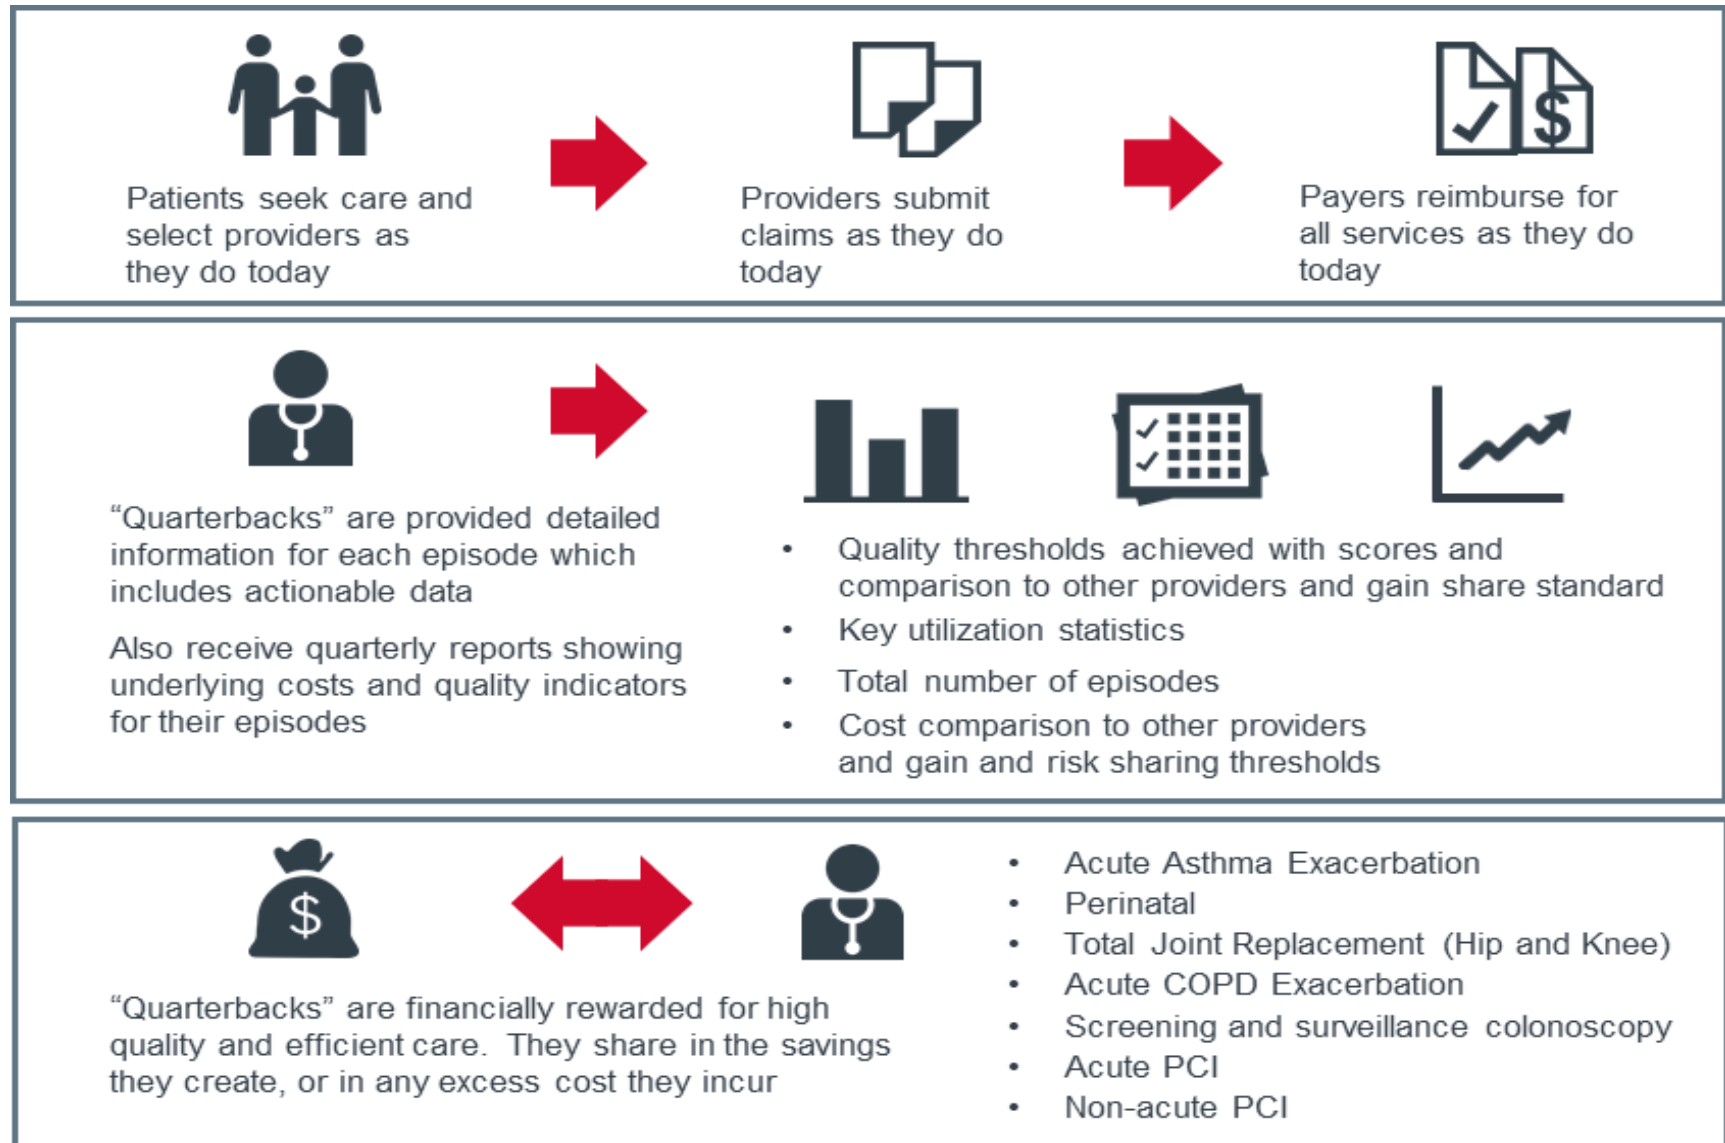 $
Patients seek care and
select providers as
they do today
Providers submit
claims as they do
today
Payers reimburse for
all services as they do
today
“Quarterbacks” are provided detailed
information for each episode which
includes actionable data
Also receive quarterly reports showing
underlying costs and quality indicators
for their episodes
• Quality thresholds achieved with scores and
comparison to other providers and gain share standard
• Key utilization statistics
• Total number of episodes
• Cost comparison to other providers
and gain and risk sharing thresholds
$
“Quarterbacks” are financially rewarded for high
quality and efficient care. They share in the savings
they create, or in any excess cost they incur
• Acute Asthma Exacerbation
• Perinatal
• Total Joint Replacement (Hip and Knee)
• Acute COPD Exacerbation
• Screening and surveillance colonoscopy
• Acute PCI
• Non-acute PCI